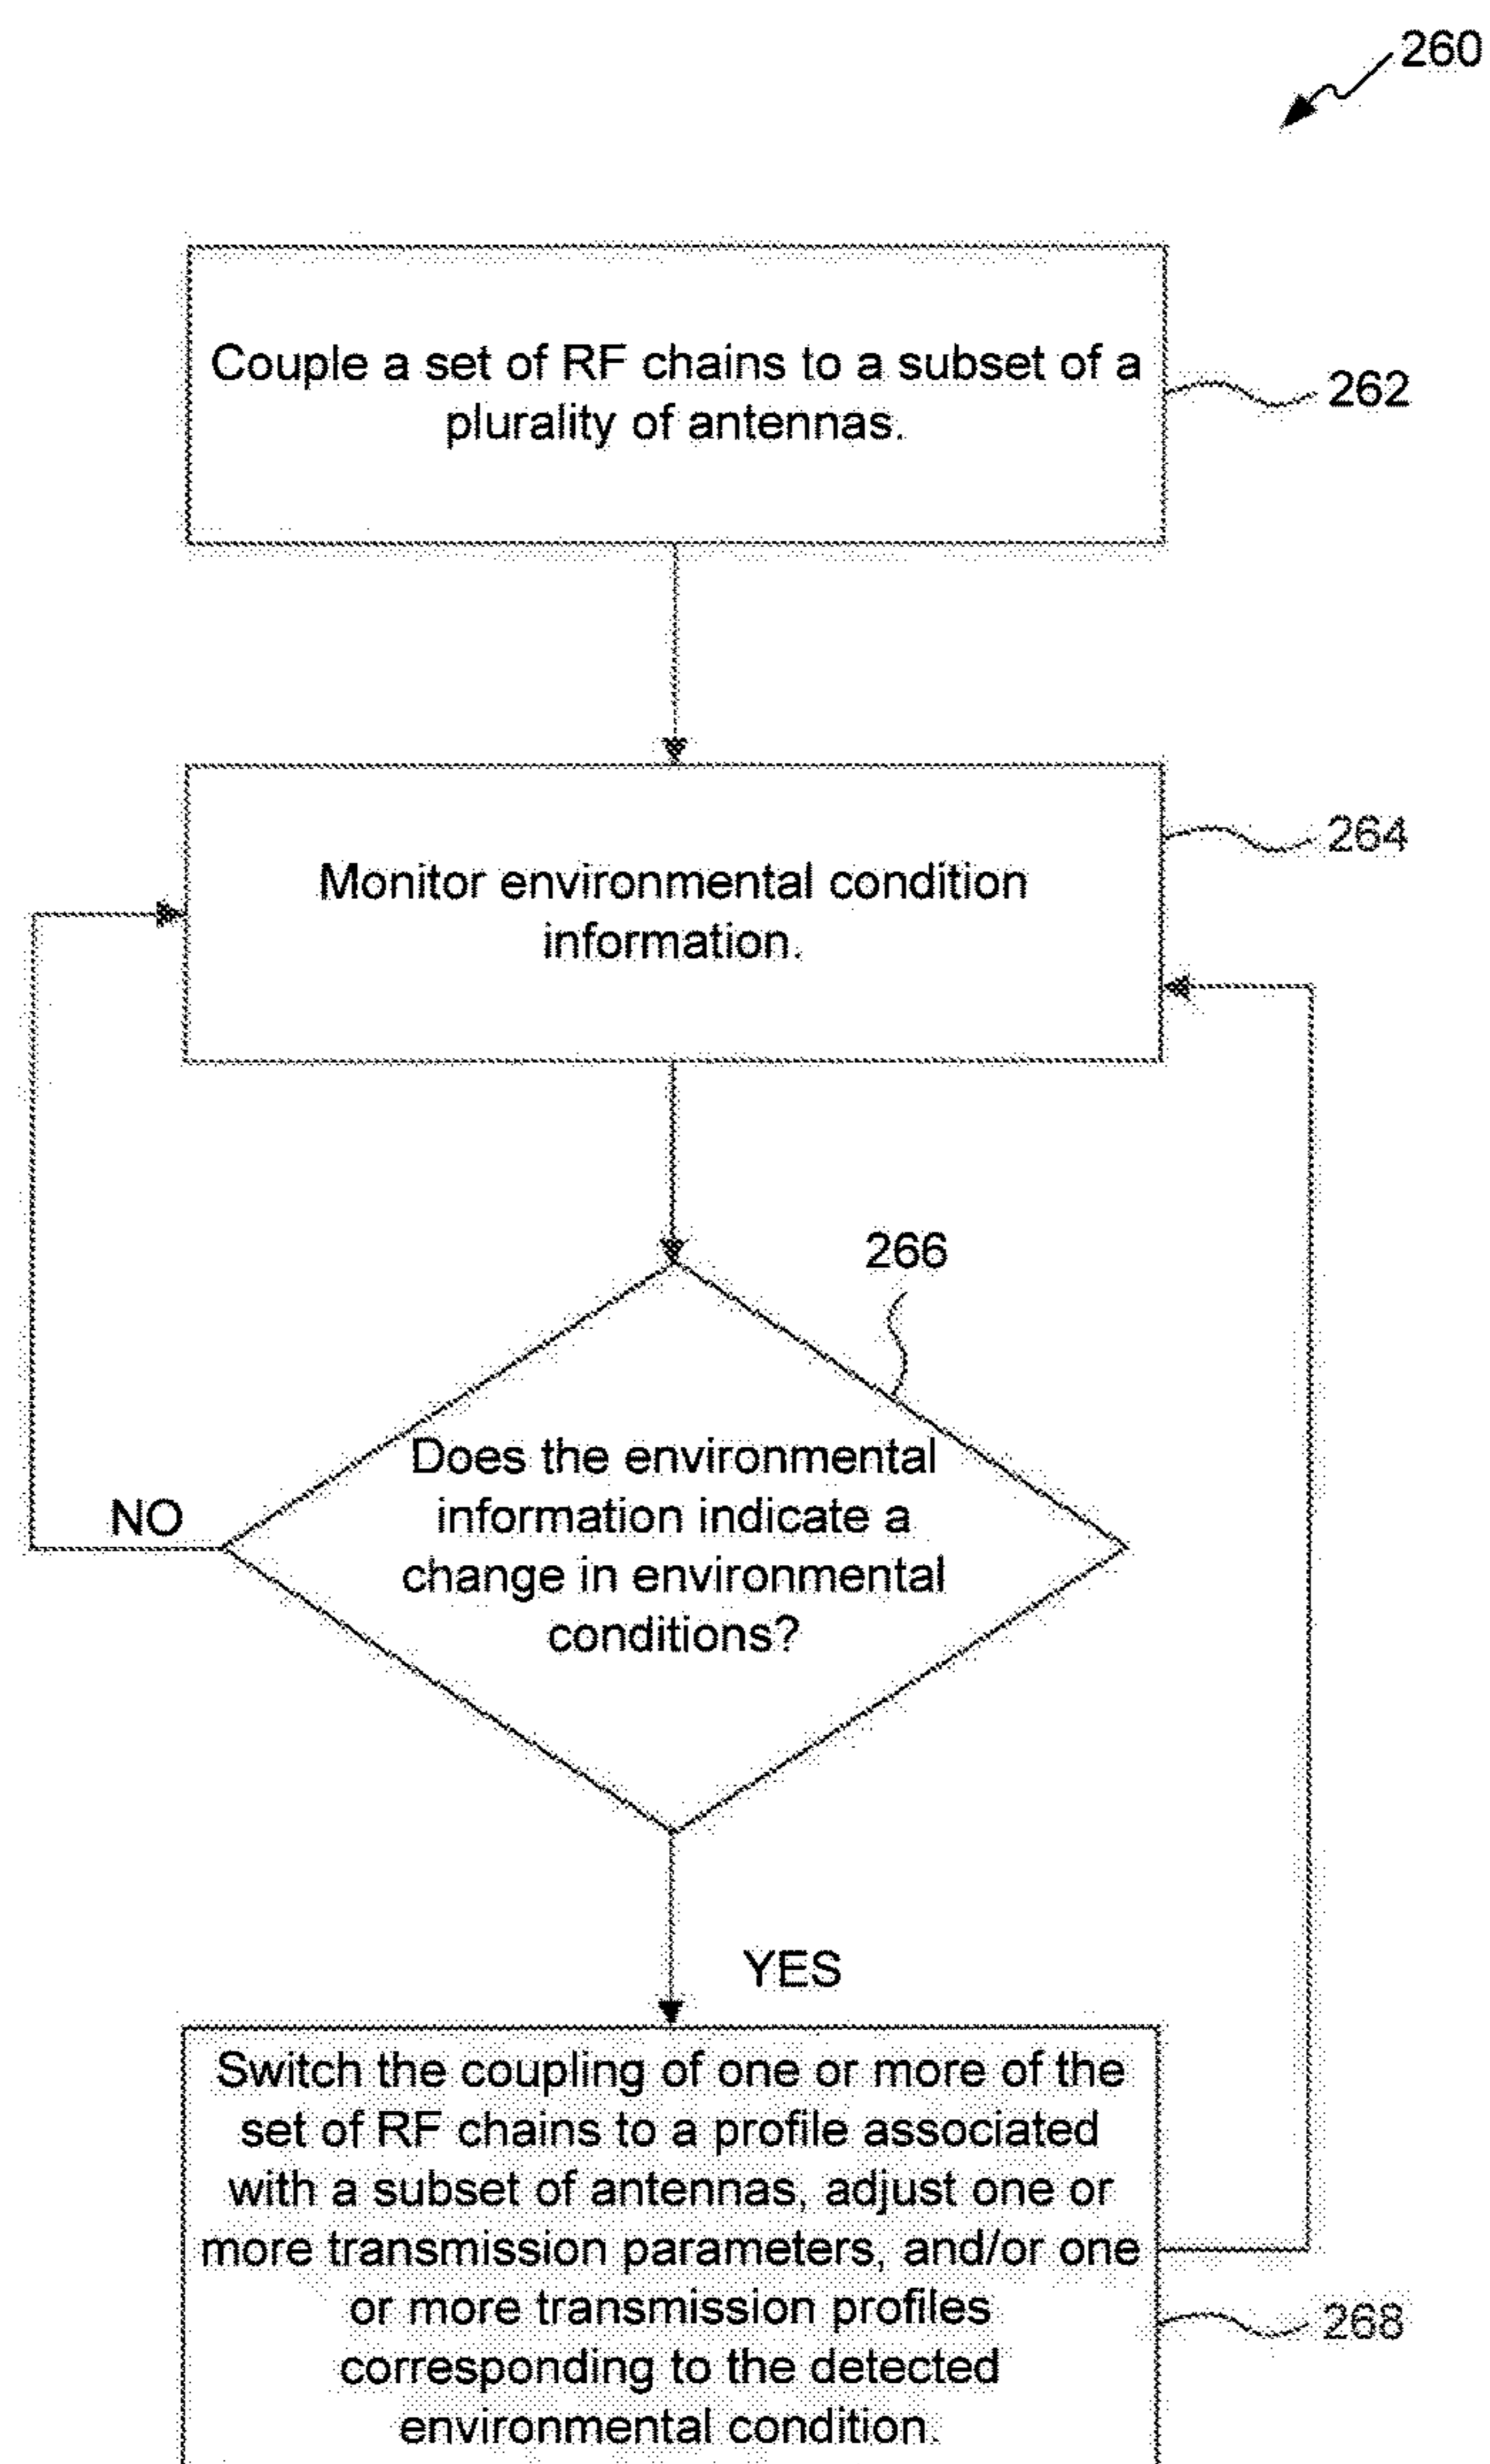 260
Couple a set of RF chains to a subset of a
plurality of antennas.
262
264
Monitor environmental condition
information.
266
Does the environmental
information indicate a
change in environmental
conditions?
NO
YES
Switch the coupling of one or more of the
set of RF chains to a profile associated
with a subset of antennas, adjust one or
more transmission parameters, and/or one
or more transmission profiles
corresponding to the detected
environmental condition.
268